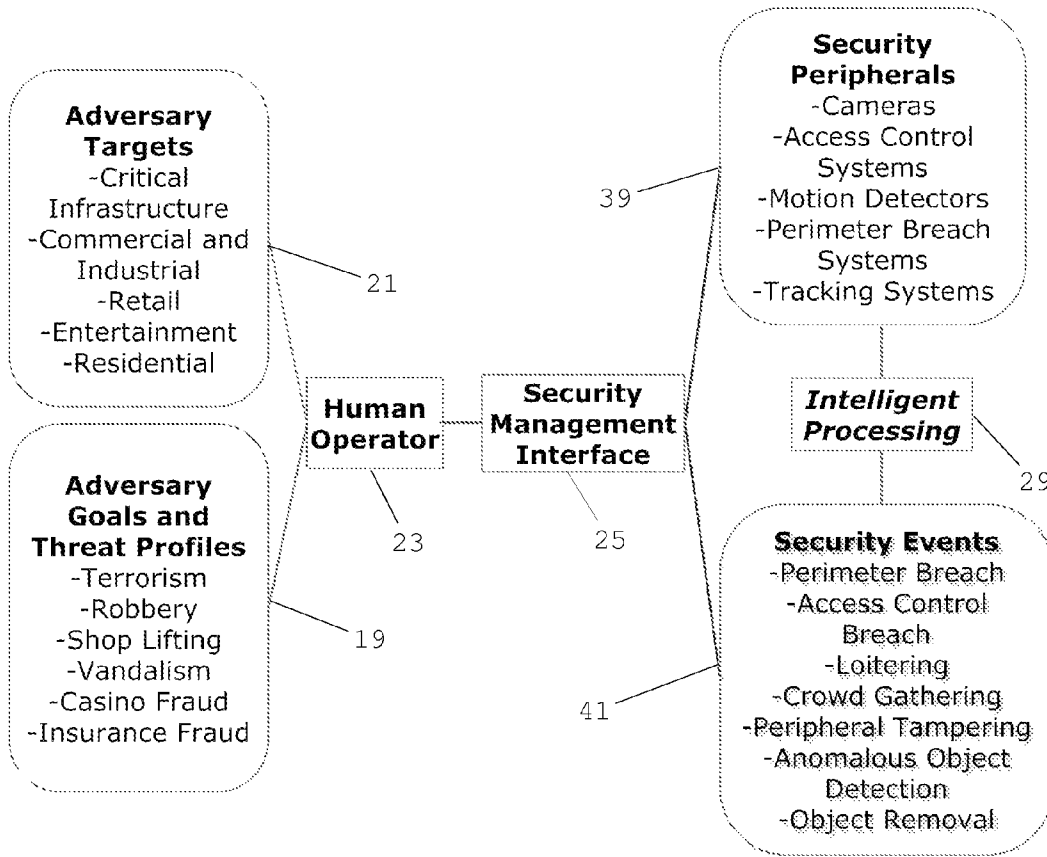 Adversary
Targets
-Critical
Infrastructure
-Commercial and
Industrial
-Retail
-Entertainment
-Residential
21
Adversary
Goals and
Threat Profiles
-Terrorism
-Robbery
-Shop Lifting
-Vandalism
-Casino Fraud
-Insurance Fraud
19
Human
Operator
23
Security
Management
Interface
25
Security
Peripherals
-Cameras
-Access Control
Systems
-Motion Detectors
-Perimeter Breach
Systems
-Tracking Systems
39
Intelligent
Processing
29
Security Events
-Perimeter Breach
-Access Control
Breach
-Loitering
-Crowd Gathering
-Peripheral Tampering
-Anomalous Object
Detection
-Object Removal
41